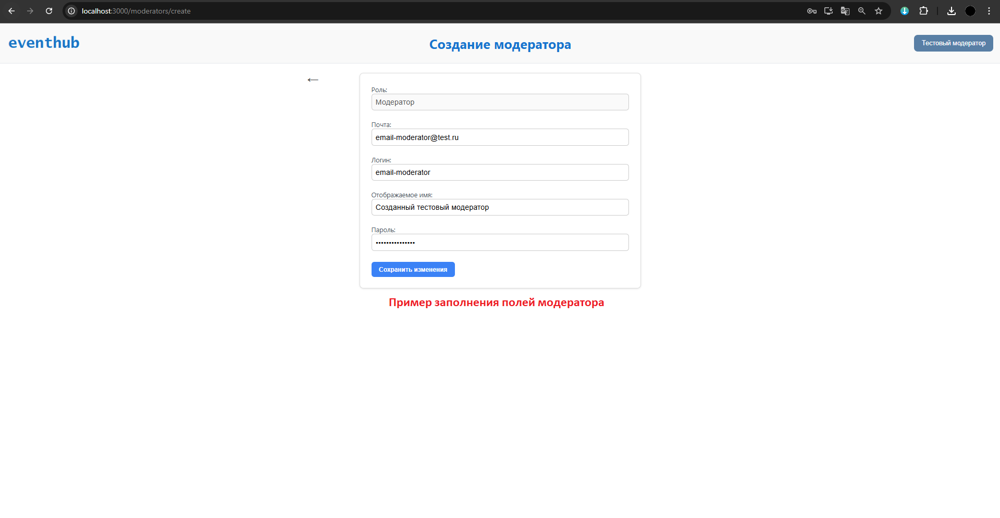 localhost:3000/moderators/create
eventhub
Создание модератора
Тестовый модератор
←
Роль:
Модератор
Почта:
email-moderator@test.ru
Логин:
email-moderator
Отображаемое имя:
Созданный тестовый модератор
Пароль:
•••••••••••••••
Сохранить изменения
Пример заполнения полей модератора